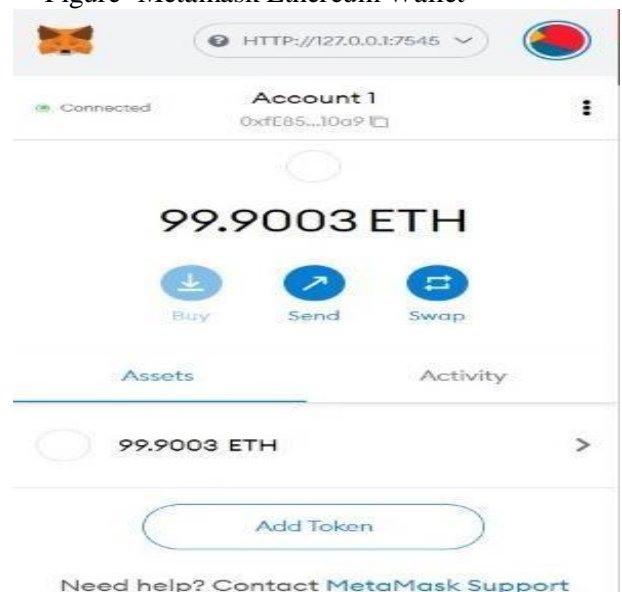 Figure- Metamask Ethereum Wallet
HTTP://127.0.0.1:7545
Connected
Account 1
0xfE85...10a9
99.9003 ETH
Buy Send Swap
Assets Activity
99.9003 ETH
Add Token
Need help? Contact MetaMask Support